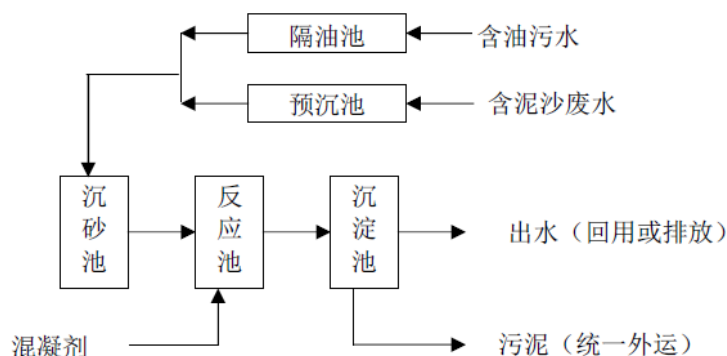 隔油池
含油污水
预沉池
含泥沙废水
沉砂池
反应池
沉淀池
出水（回用或排放）
混凝剂
污泥（统一外运）